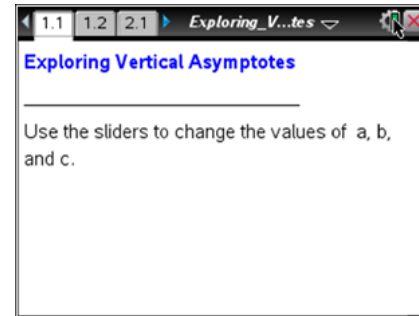 1.1 1.2 2.1 Exploring_V...tes
Exploring Vertical Asymptotes
Use the sliders to change the values of a, b,
and c.